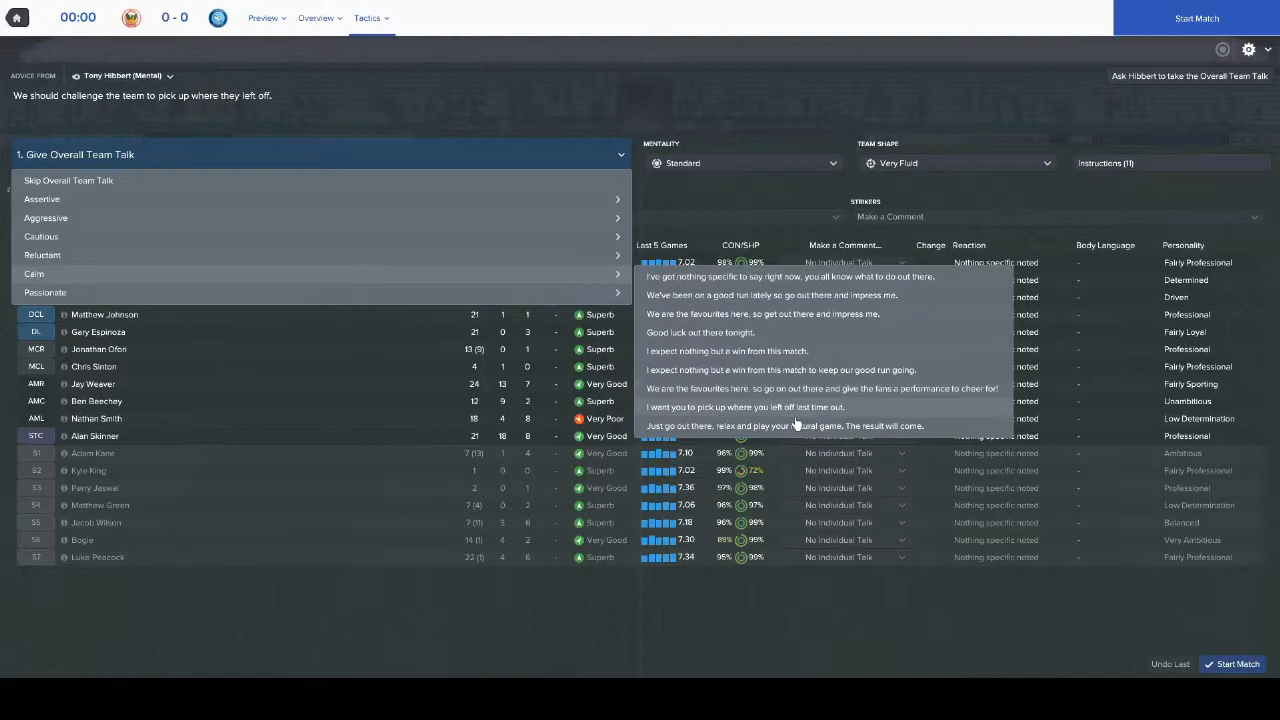 00:00 0 - 0 Preview Overview Tactics Start Match
ADVICE FROM Tony Hibbert (Mental) Ask Hibbert to take the Overall Team Talk
We should challenge the team to pick up where they left off.
MENTALITY TEAM SHAPE
1. Give Overall Team Talk Standard Very Fluid Instructions (11)
Skip Overall Team Talk
2
Assertive STRIKERS
Aggressive Make a Comment
Cautious Last 5 Games CON/SHP Make a Comment... Change Reaction Body Language Personality
Reluctant 7.02 98% 99% No Individual Talk Nothing specific noted - Fairly Professional
Calm I've got nothing specific to say right now, you all know what to do out there. Determined
Passionate We've been on a good run lately so go out there and impress me. Driven
DCL Matthew Johnson 21 1 1 - Superb We are the favourites here, so get out there and impress me. Professional
DL Gary Espinoza 21 0 3 - Superb Good luck out there tonight. Fairly Loyal
MCR Jonathan Ofori 13 (9) 0 1 - Superb I expect nothing but a win from this match. Professional
MCL Chris Sinton 4 1 0 - Superb I expect nothing but a win from this match to keep our good run going. Professional
AMR Jay Weaver 24 13 7 - Very Good We are the favourites here, so go on out there and give the fans a performance to cheer for! Fairly Sporting
AMC Ben Beechey 12 9 2 - Superb I want you to pick up where you left off last time out. Unambitious
AML Nathan Smith 18 4 8 - Very Poor Just go out there, relax and play your natural game. The result will come. Low Determination
STC Alan Skinner 21 18 8 - Very Good Professional
S1 Adam Kane 7 (13) 1 4 - Very Good 7.10 96% 99% No Individual Talk Nothing specific noted - Ambitious
S2 Kyle King 1 0 0 - Superb 7.02 99% 72% No Individual Talk Nothing specific noted - Fairly Professional
S3 Perry Jaswal 2 0 1 - Very Good 7.36 97% 98% No Individual Talk Nothing specific noted - Professional
S4 Matthew Green 7 (4) 0 2 - Superb 7.06 96% 97% No Individual Talk Nothing specific noted - Low Determination
S5 Jacob Wilson 7 (11) 3 6 - Superb 7.18 96% 99% No Individual Talk Nothing specific noted - Balanced
S6 Bogie 14 (1) 4 2 - Very Good 7.30 89% 99% No Individual Talk Nothing specific noted - Very Ambitious
S7 Luke Peacock 22 (1) 4 6 - Superb 7.34 95% 99% No Individual Talk Nothing specific noted - Fairly Professional
Undo Last Start Match